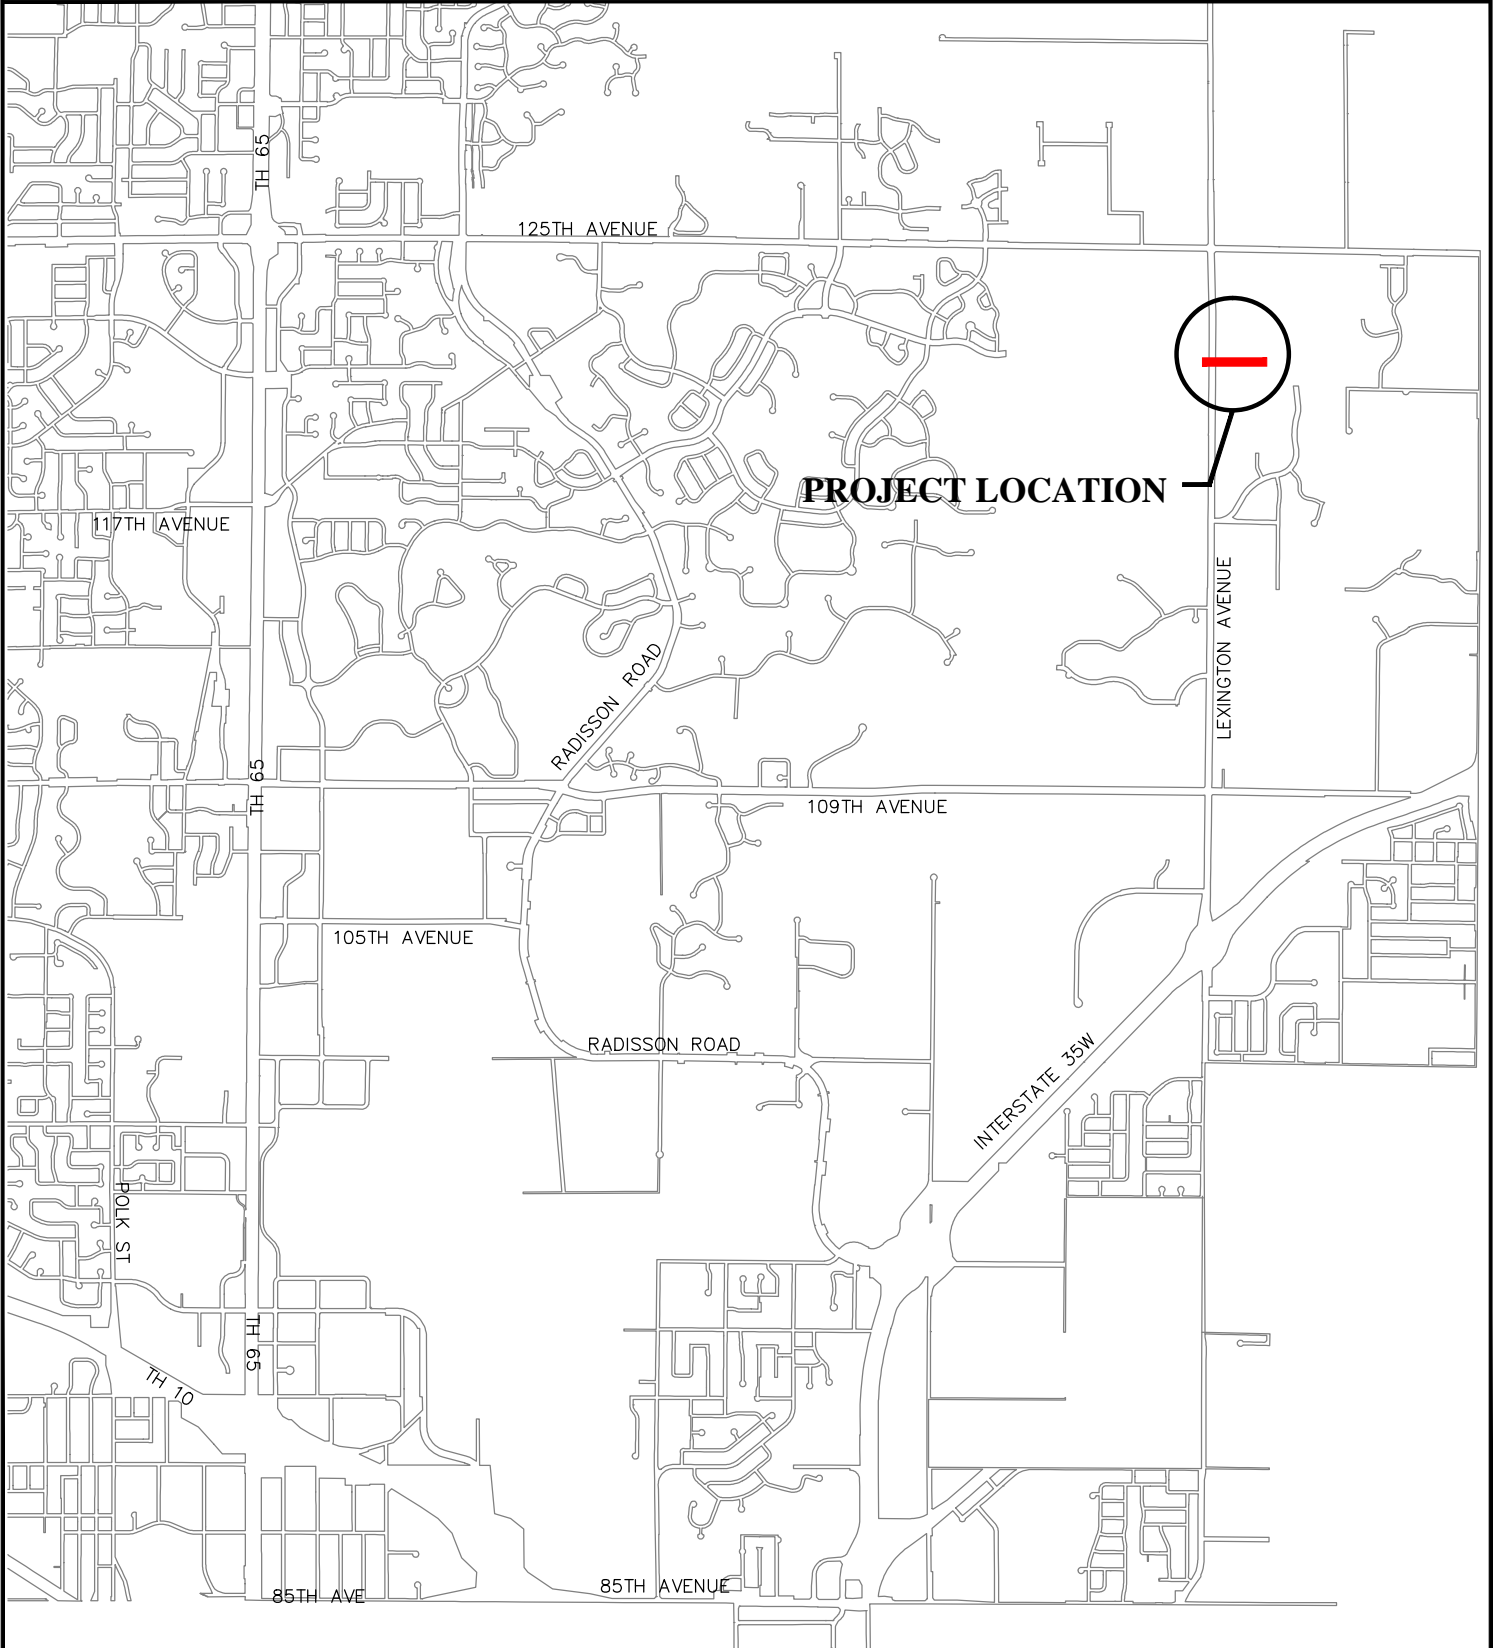 TH 65
125TH AVENUE
PROJECT LOCATION
117TH AVENUE
LEXINGTON AVENUE
RADISSON ROAD
TH 65
109TH AVENUE
105TH AVENUE
RADISSON ROAD
INTERSTATE 35W
POLK ST
TH 65
TH 10
85TH AVE
85TH AVENUE